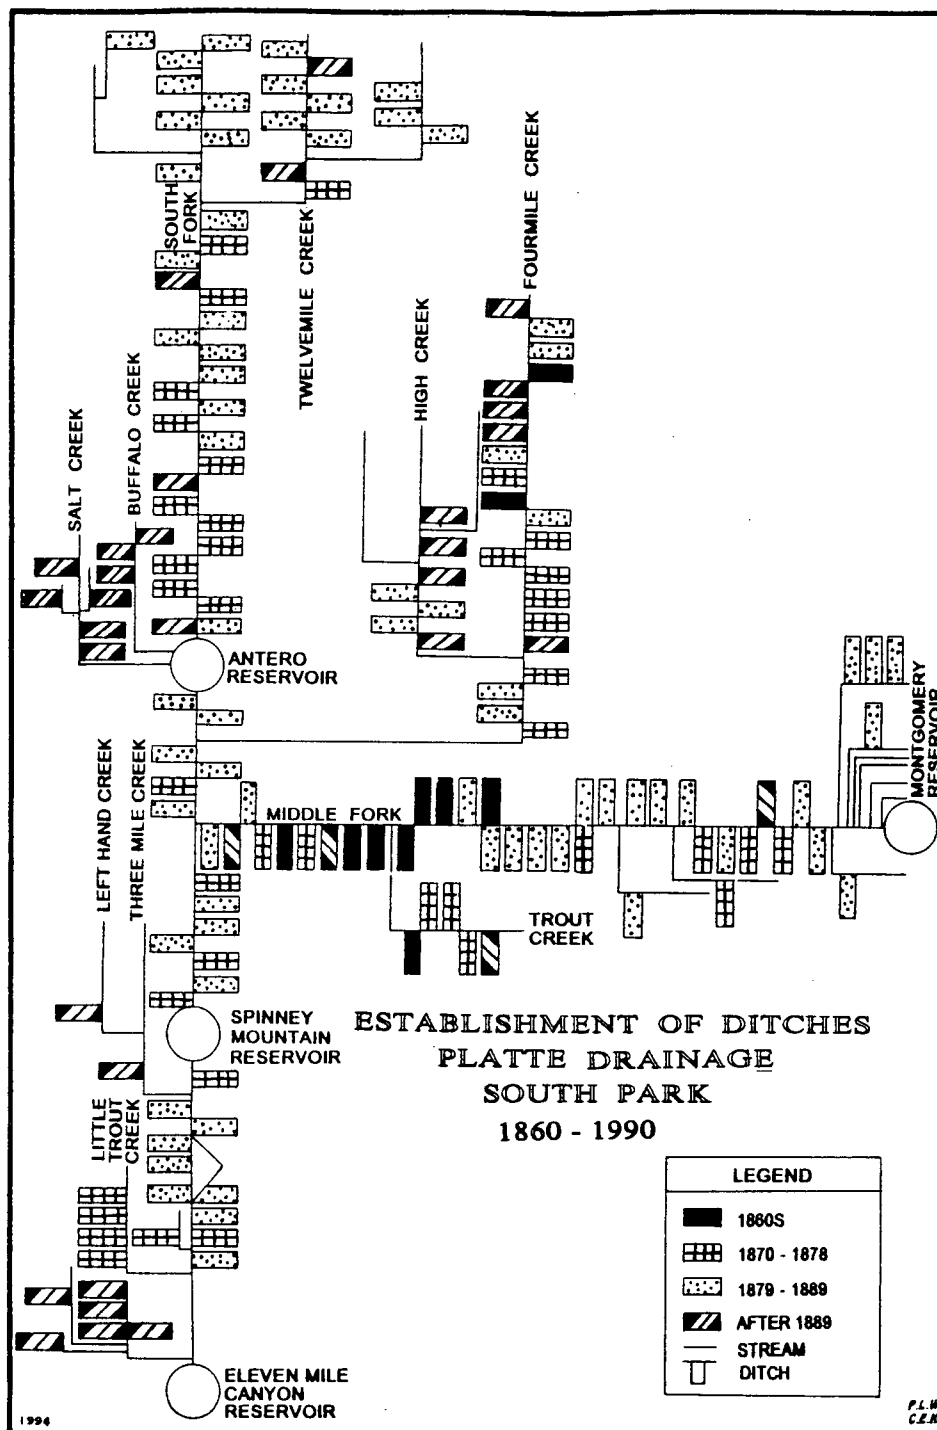 SOUTH
FORK
TWELVEMILE CREEK
FOURMILE CREEK
HIGH CREEK
BUFFALO CREEK
SALT CREEK
ANTERO
RESERVOIR
MONTGOMERY
RESERVOIR
LEFT HAND CREEK
THREE MILE CREEK
MIDDLE FORK
TROUT
CREEK
SPINNEY
MOUNTAIN
RESERVOIR
ESTABLISHMENT OF DITCHES
PLATTE DRAINAGE
SOUTH PARK
1860 - 1990
LITTLE
TROUT
CREEK
LEGEND
1860S
1870 - 1878
1879 - 1889
AFTER 1889
STREAM
DITCH
ELEVEN MILE
CANYON
RESERVOIR
1994
P.L.W
C.E.K